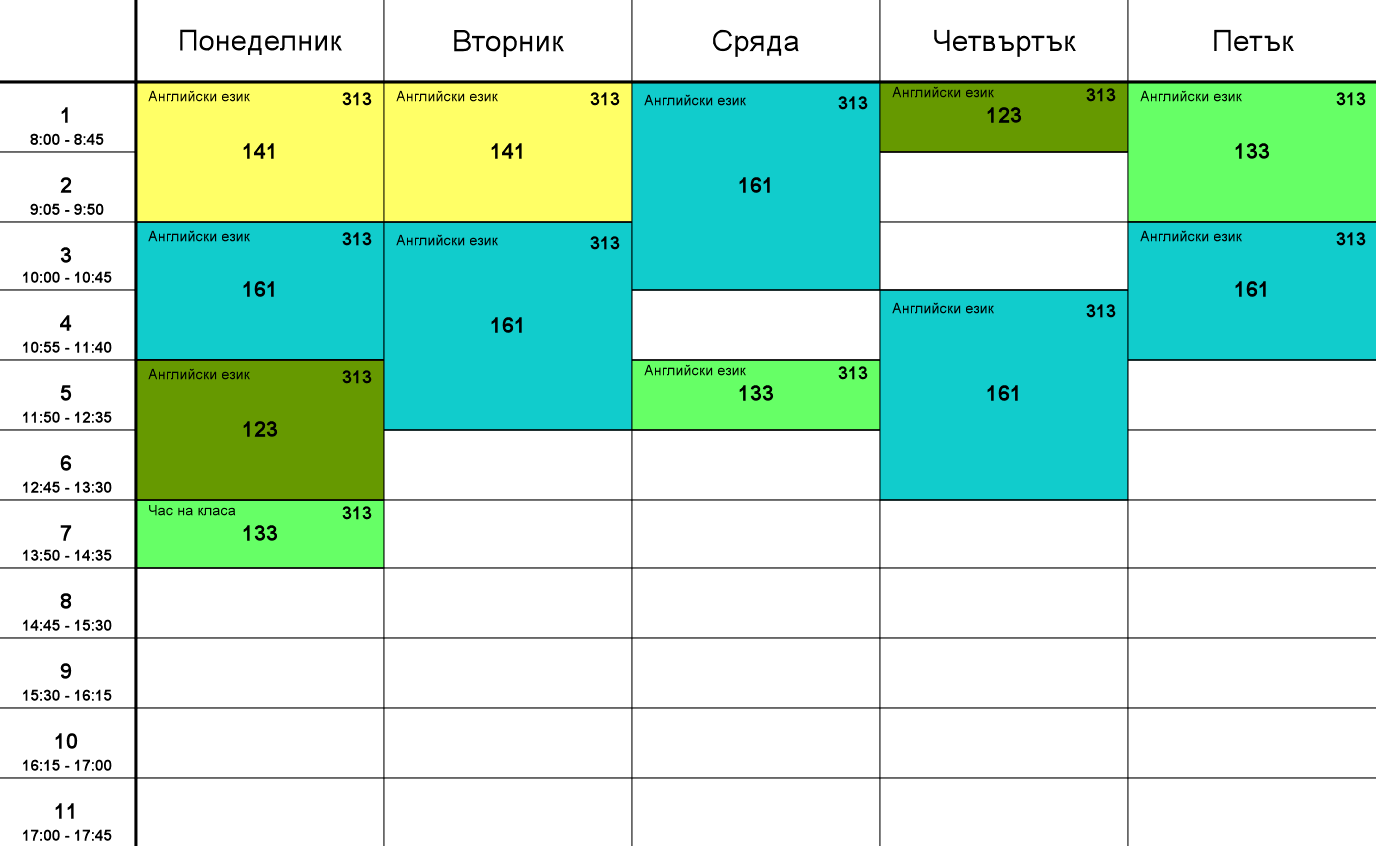 Понеделник Вторник Сряда Четвъртък Петък
1
8:00 - 8:45
Английски език 313
141
Английски език 313
141
Английски език 313
161
Английски език 313
123
Английски език 313
133
2
9:05 - 9:50
3
10:00 - 10:45
Английски език 313
161
Английски език 313
161
Английски език 313
161
4
10:55 - 11:40
Английски език 313
161
5
11:50 - 12:35
Английски език 313
123
Английски език 313
133
6
12:45 - 13:30
7
13:50 - 14:35
Час на класа 313
133
8
14:45 - 15:30
9
15:30 - 16:15
10
16:15 - 17:00
11
17:00 - 17:45